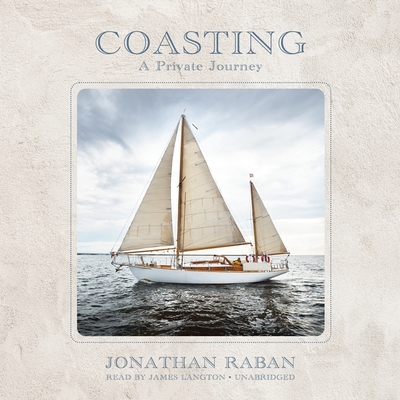 COASTING
A Private Journey
JONATHAN RABAN
READ BY JAMES LANGTON • UNABRIDGED